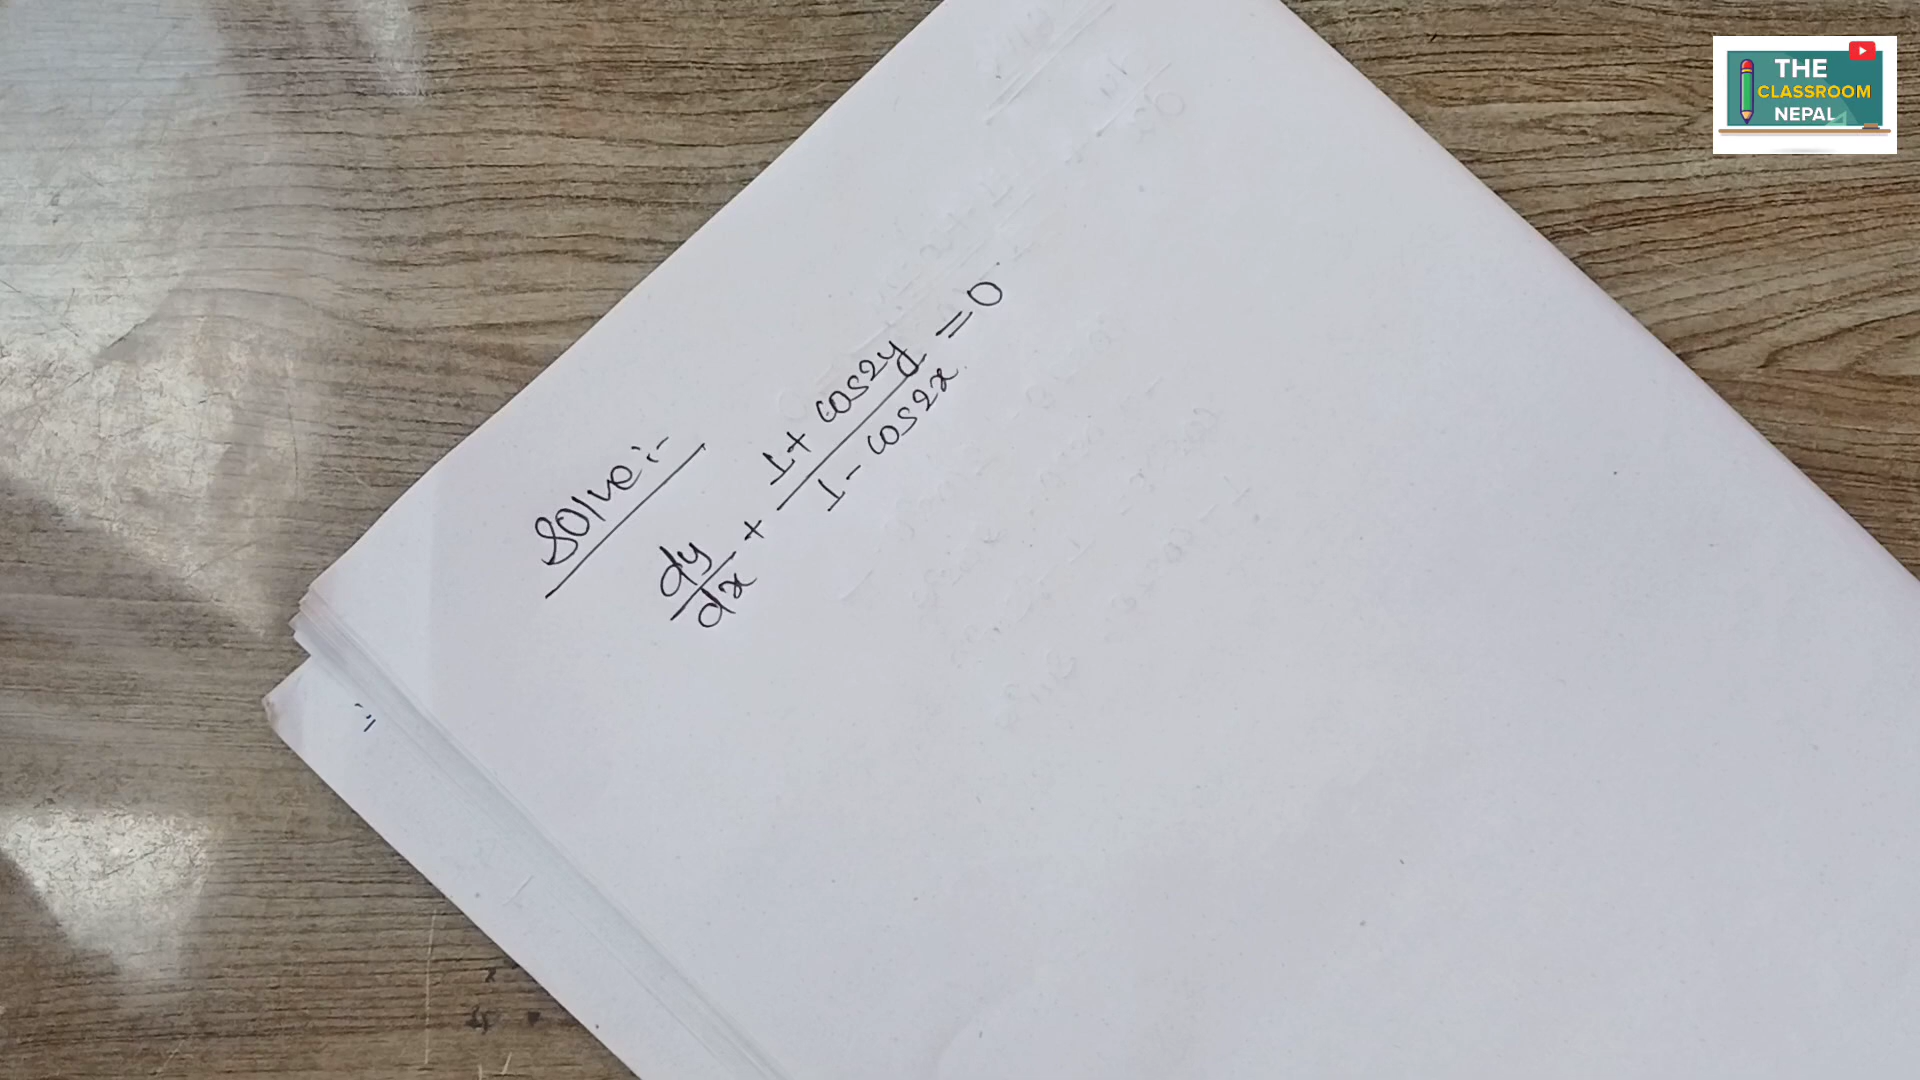 THE
CLASSROOM
NEPAL
Solve:-
dy/dx + (1 + cos2y)/(1 - cos2x) = 0